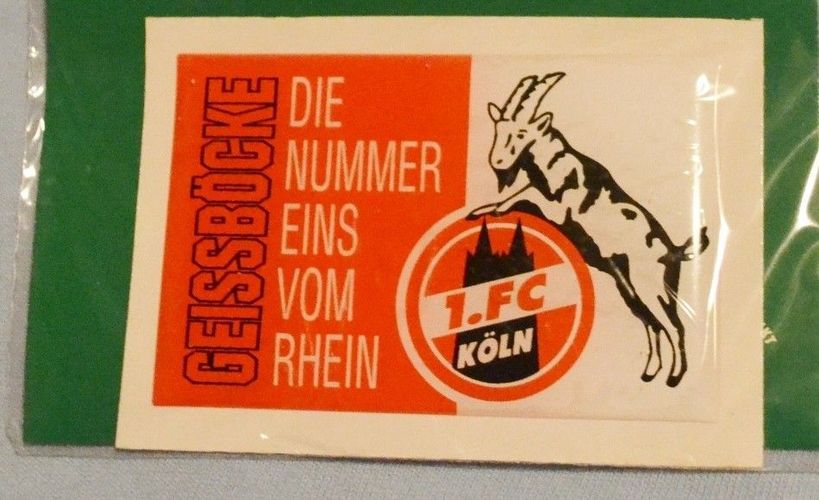 GEISSBÖCKE
DIE
NUMMER
EINS
VOM
RHEIN
1.FC
KÖLN